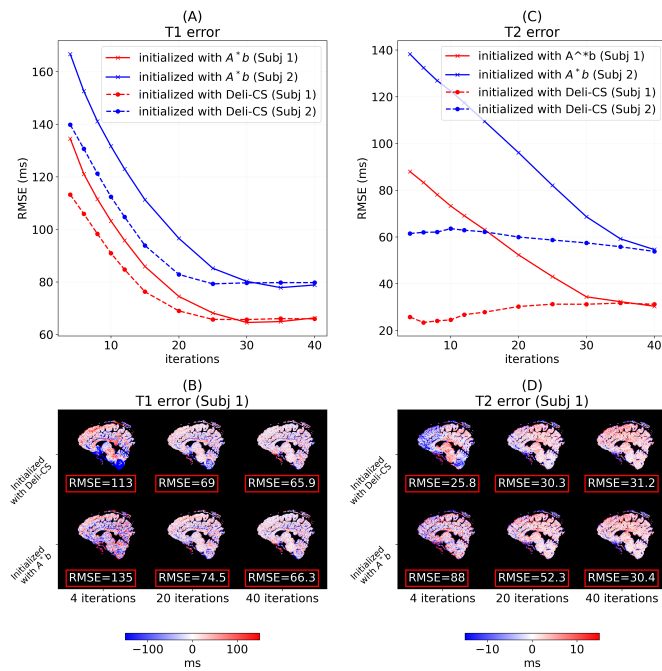 (A)
T1 error
160
140
120
100
80
60
RMSE (ms)
initialized with A*b (Subj 1)
initialized with A*b (Subj 2)
initialized with Deli-CS (Subj 1)
initialized with Deli-CS (Subj 2)
10
20
30
40
iterations
(C)
T2 error
140
120
100
80
60
40
20
RMSE (ms)
initialized with A^*b (Subj 1)
initialized with A*b (Subj 2)
initialized with Deli-CS (Subj 1)
initialized with Deli-CS (Subj 2)
10
20
30
40
iterations
(B)
T1 error (Subj 1)
Initialized
with Deli-CS
RMSE=113
RMSE=69
RMSE=65.9
Initialized
with A*b
RMSE=135
RMSE=74.5
RMSE=66.3
4 iterations
20 iterations
40 iterations
−100
0
100
ms
(D)
T2 error (Subj 1)
Initialized
with Deli-CS
RMSE=25.8
RMSE=30.3
RMSE=31.2
Initialized
with A*b
RMSE=88
RMSE=52.3
RMSE=30.4
4 iterations
20 iterations
40 iterations
−10
0
10
ms